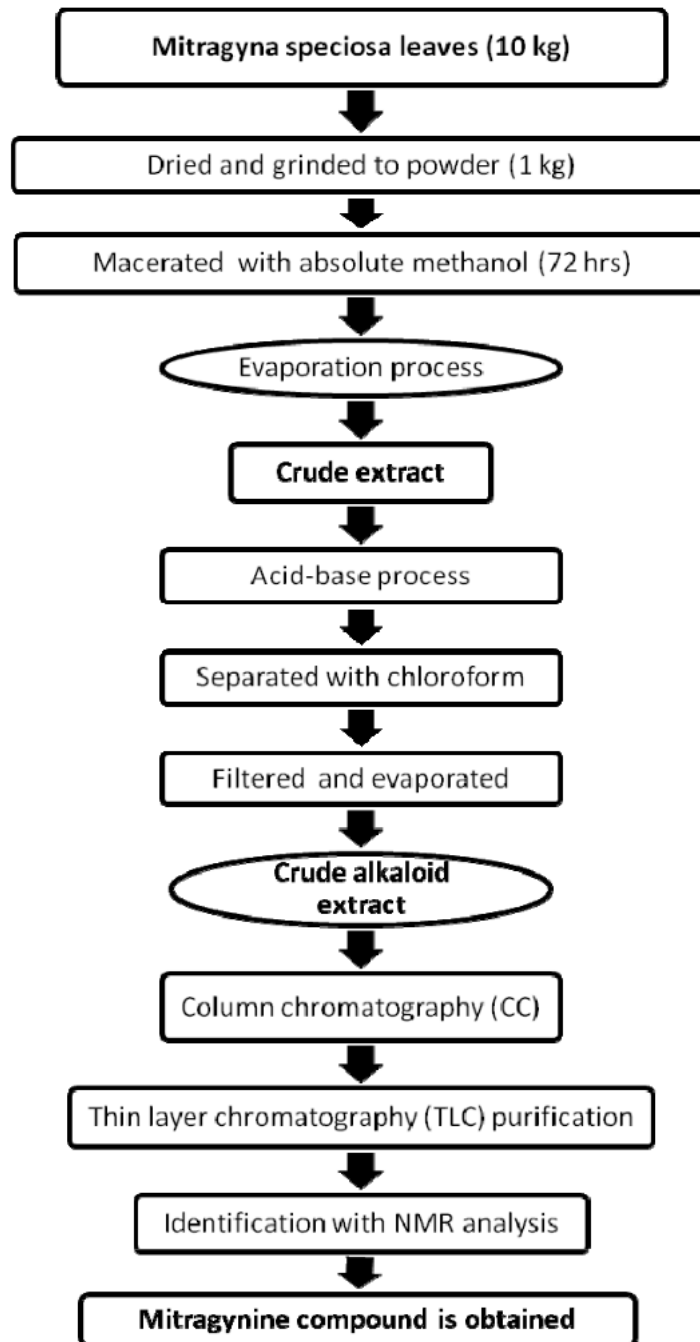 Mitragyna speciosa leaves (10 kg)
Dried and grinded to powder (1 kg)
Macerated with absolute methanol (72 hrs)
Evaporation process
Crude extract
Acid-base process
Separated with chloroform
Filtered and evaporated
Crude alkaloid
extract
Column chromatography (CC)
Thin layer chromatography (TLC) purification
Identification with NMR analysis
Mitragynine compound is obtained